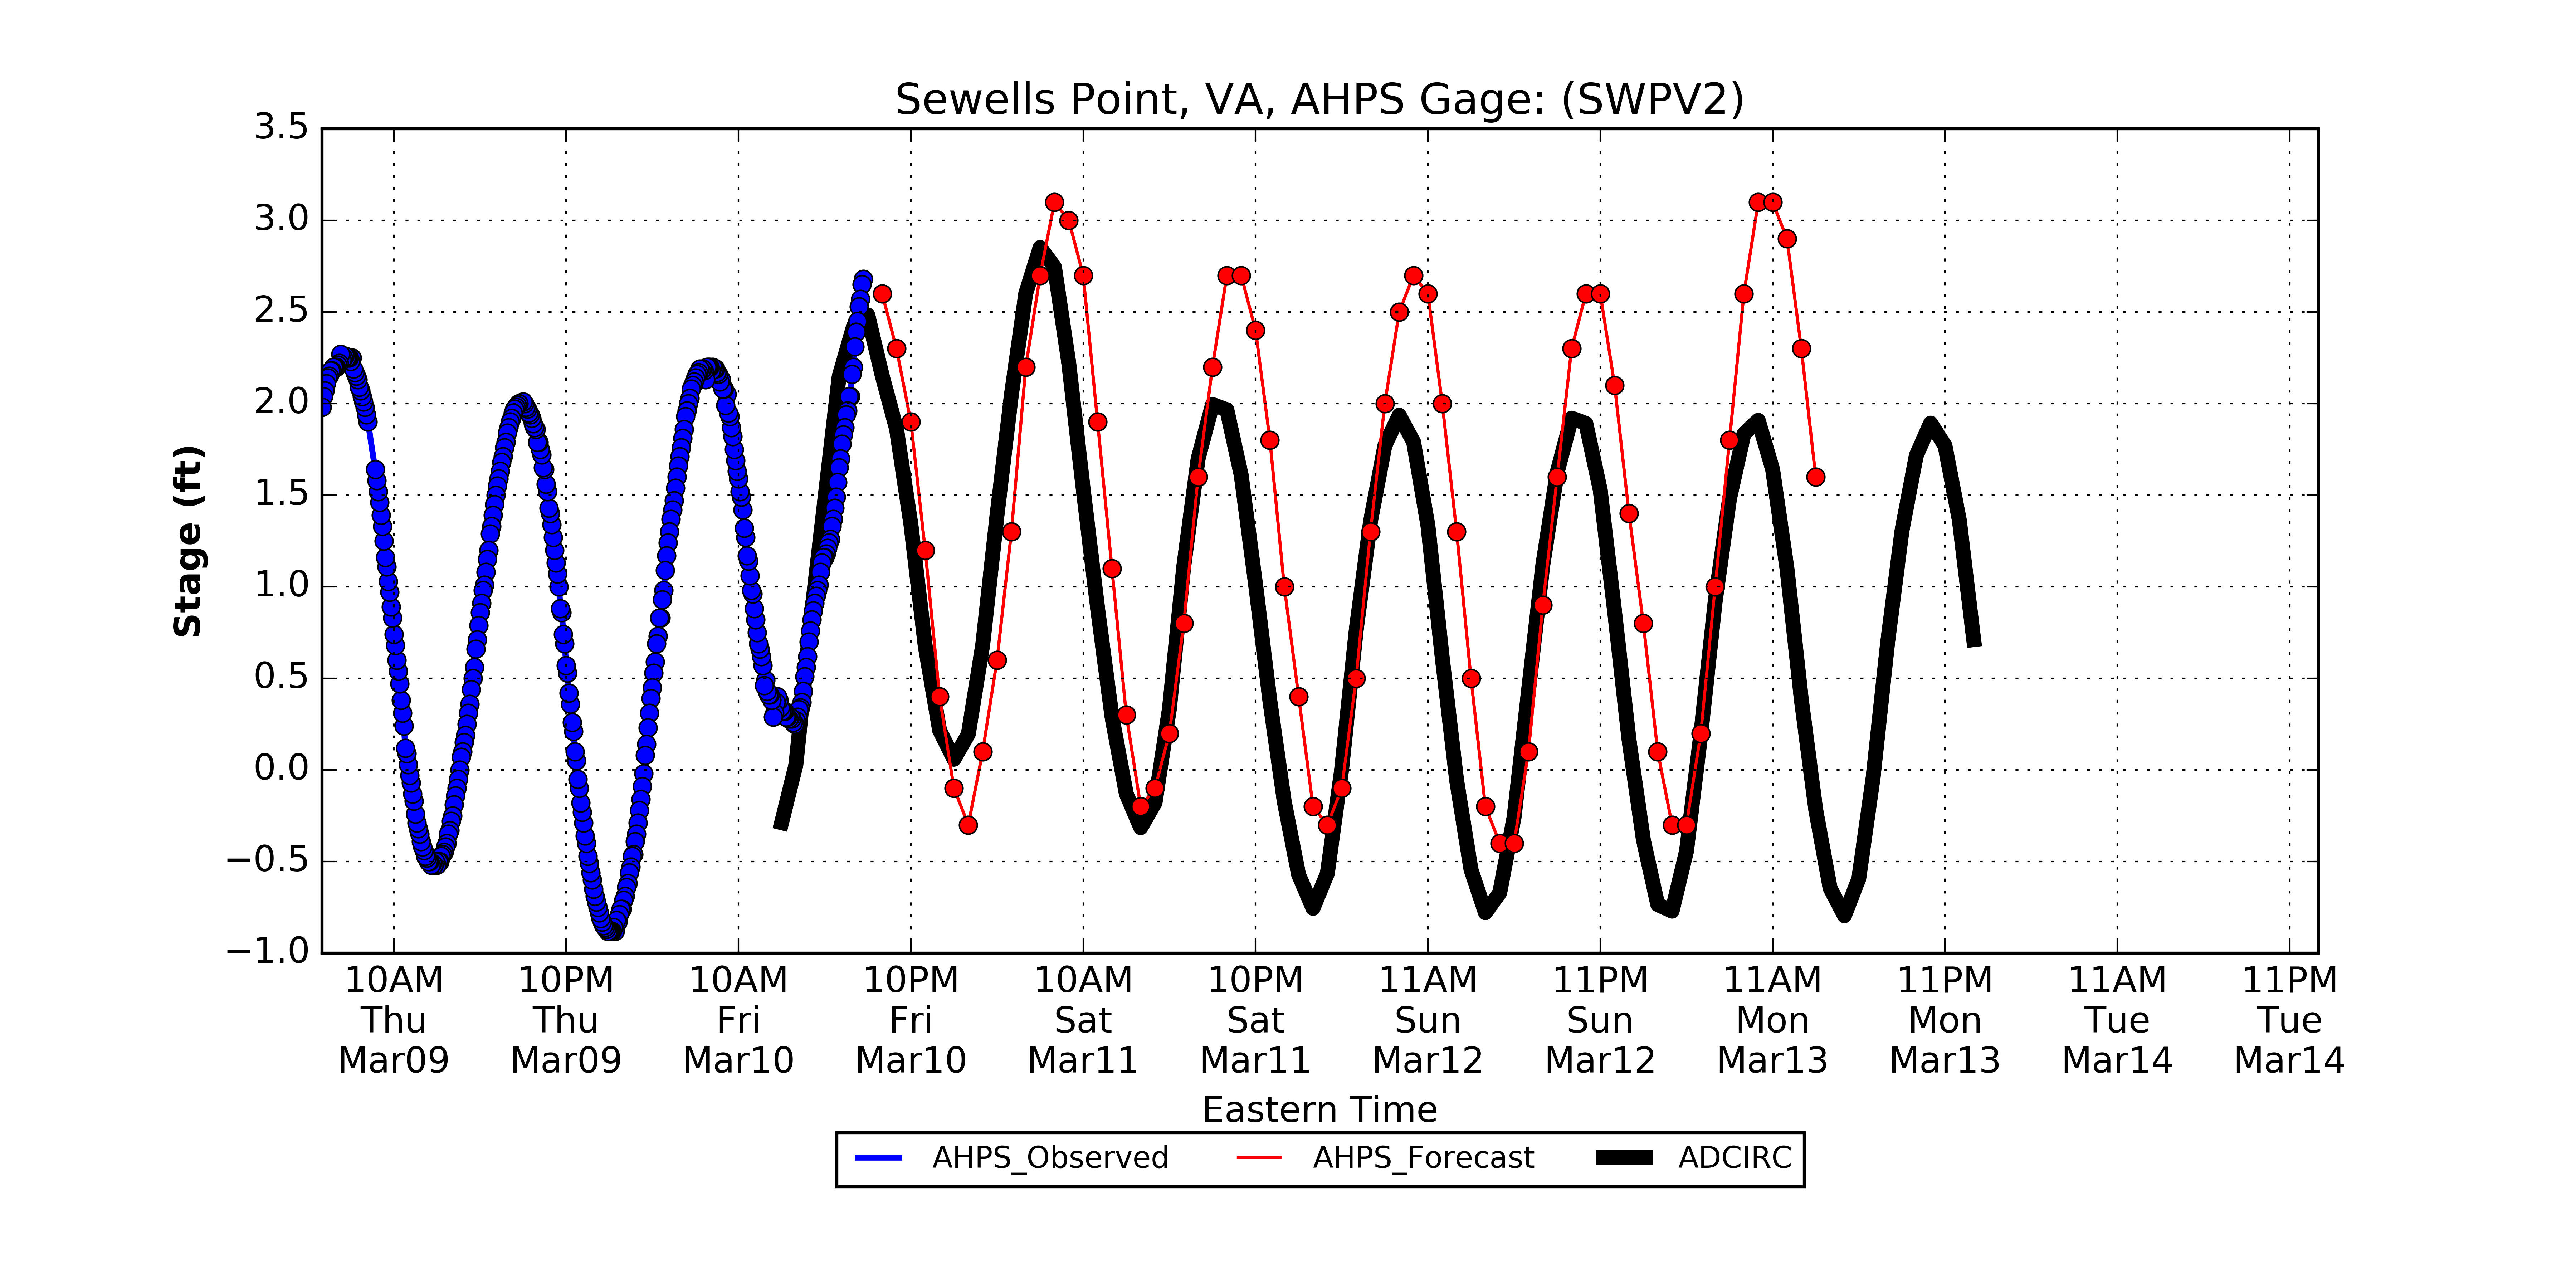 Sewells Point, VA, AHPS Gage: (SWPV2)
3.5
3.0
2.5
2.0
1.5
1.0
0.5
0.0
−0.5
−1.0
Stage (ft)
10AM 10PM 10AM 10PM 10AM 10PM 11AM 11PM 11AM 11PM 11AM 11PM
Thu Thu Fri Fri Sat Sat Sun Sun Mon Mon Tue Tue
Mar09 Mar09 Mar10 Mar10 Mar11 Mar11 Mar12 Mar12 Mar13 Mar13 Mar14 Mar14
Eastern Time
AHPS_Observed AHPS_Forecast ADCIRC